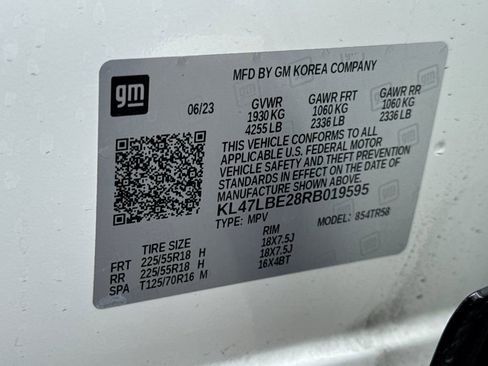 gm
MFD BY GM KOREA COMPANY
06/23 GVWR GAWR FRT GAWR RR
1930 KG 1060 KG 1060 KG
4255 LB 2336 LB 2336 LB
THIS VEHICLE CONFORMS TO ALL
APPLICABLE U.S. FEDERAL MOTOR
VEHICLE SAFETY AND THEFT PREVENTION
STANDARDS IN EFFECT ON THE DATE OF
MANUFACTURE SHOWN ABOVE.
KL47LBE28RB019595
TYPE: MPV 854TR58
TIRE SIZE RIM
FRT 225/55R18 H 18X7.5J
RR 225/55R18 H 18X7.5J
SPA T125/70R16 M 16X4BT